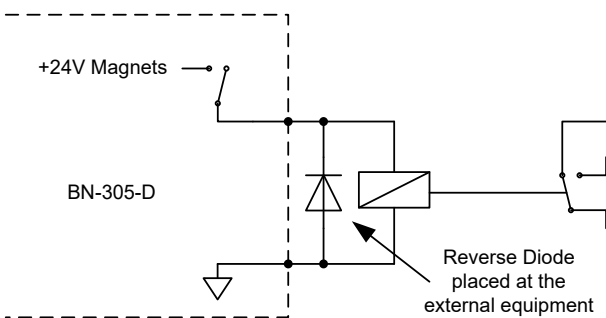 +24V Magnets
BN-305-D
Reverse Diode
placed at the
external equipment